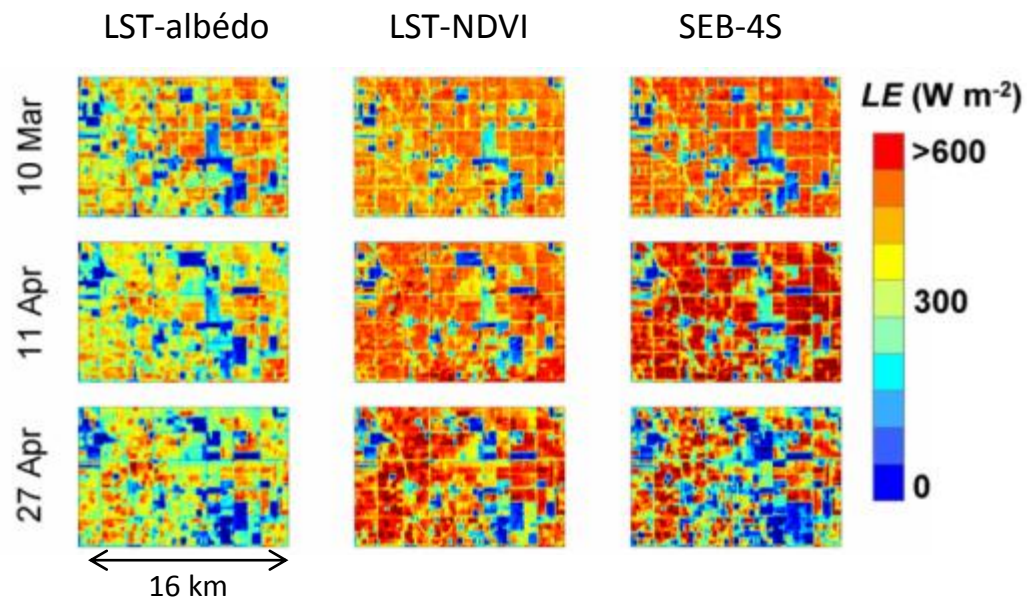 LST-albédo LST-NDVI SEB-4S
LE (W m-2)
10 Mar
>600
11 Apr
300
27 Apr
0
16 km